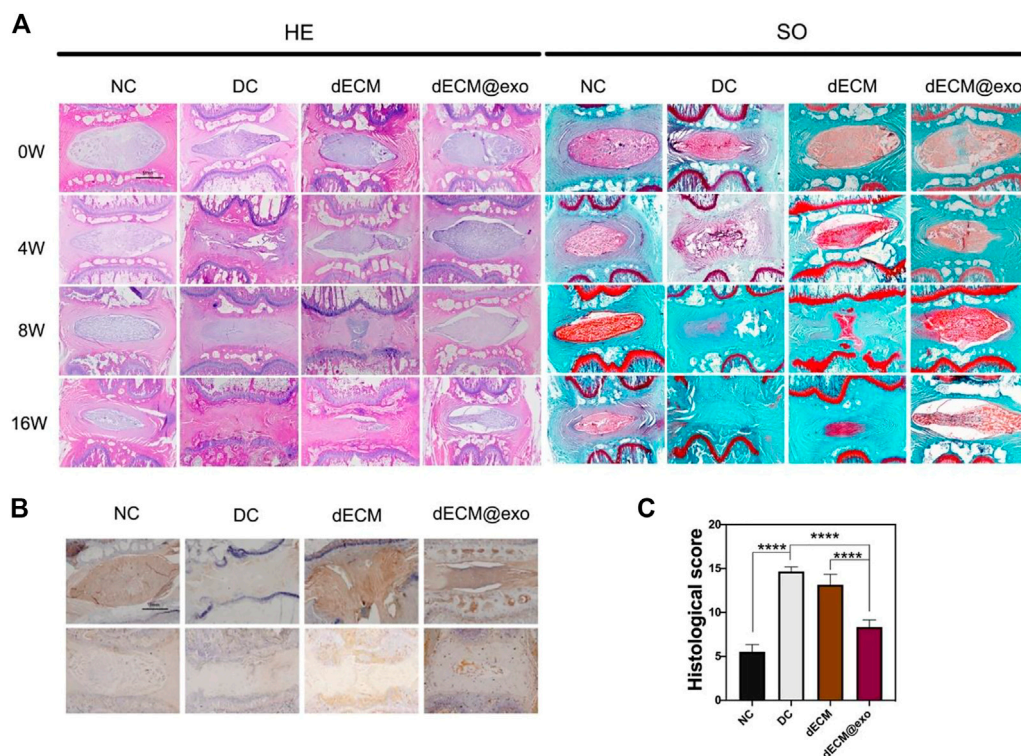 A
HE SO
NC DC dECM dECM@exo NC DC dECM dECM@exo
0W
4W
8W
16W
B
NC DC dECM dECM@exo
C
Histological score
20
15
10
5
0
**** **** ****
NC DC dECM dECM@exo